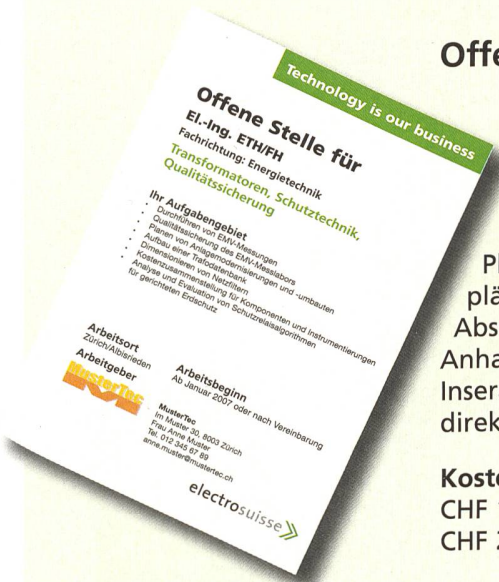 Technology is our business
Offene Stelle für
El.-Ing. ETH/FH
Fachrichtung: Energietechnik
Transformatoren, Schutztechnik,
Qualitätssicherung
Ihr Aufgabengebiet
· Durchführen von EMV-Messungen
· Qualitätssicherung des EMV-Messlabors
· Planen von Anlagemodernisierungen und -umbauten
· Aufbau einer Trafodatenbank
· Dimensionieren von Netzfiltern
· Kostenzusammenstellung für Komponenten und Instrumentierungen
· Analyse und Evaluation von Schutzrelaisalgorithmen
für gerichteten Erdschutz
Arbeitsort
Zürich/Albisrieden
Arbeitgeber
MusterTec
Arbeitsbeginn
Ab Januar 2007 oder nach Vereinbarung
MusterTec
Im Muster 30, 8003 Zürich
Frau Anne Muster
Tel. 012 345 67 89
anne.muster@mustertec.ch
electrosuisse
Offe
Pl
plä
Abs
Anha
Inser
direk
Koste
CHF
CHF